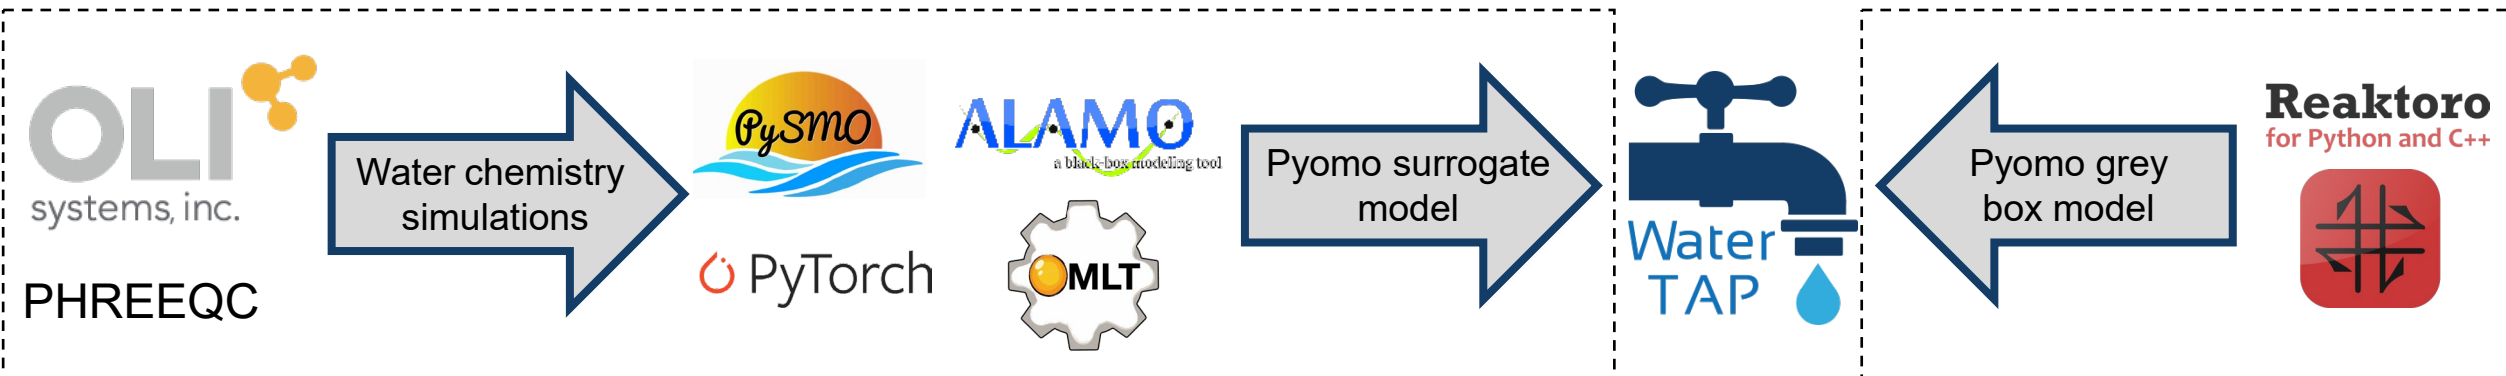 OLI
systems, inc.
PHREEQC
Water chemistry
simulations
PySMO
ALAMO
a black-box modeling tool
PyTorch
OMLT
Pyomo surrogate
model
Water
TAP
Pyomo grey
box model
Reaktoro
for Python and C++